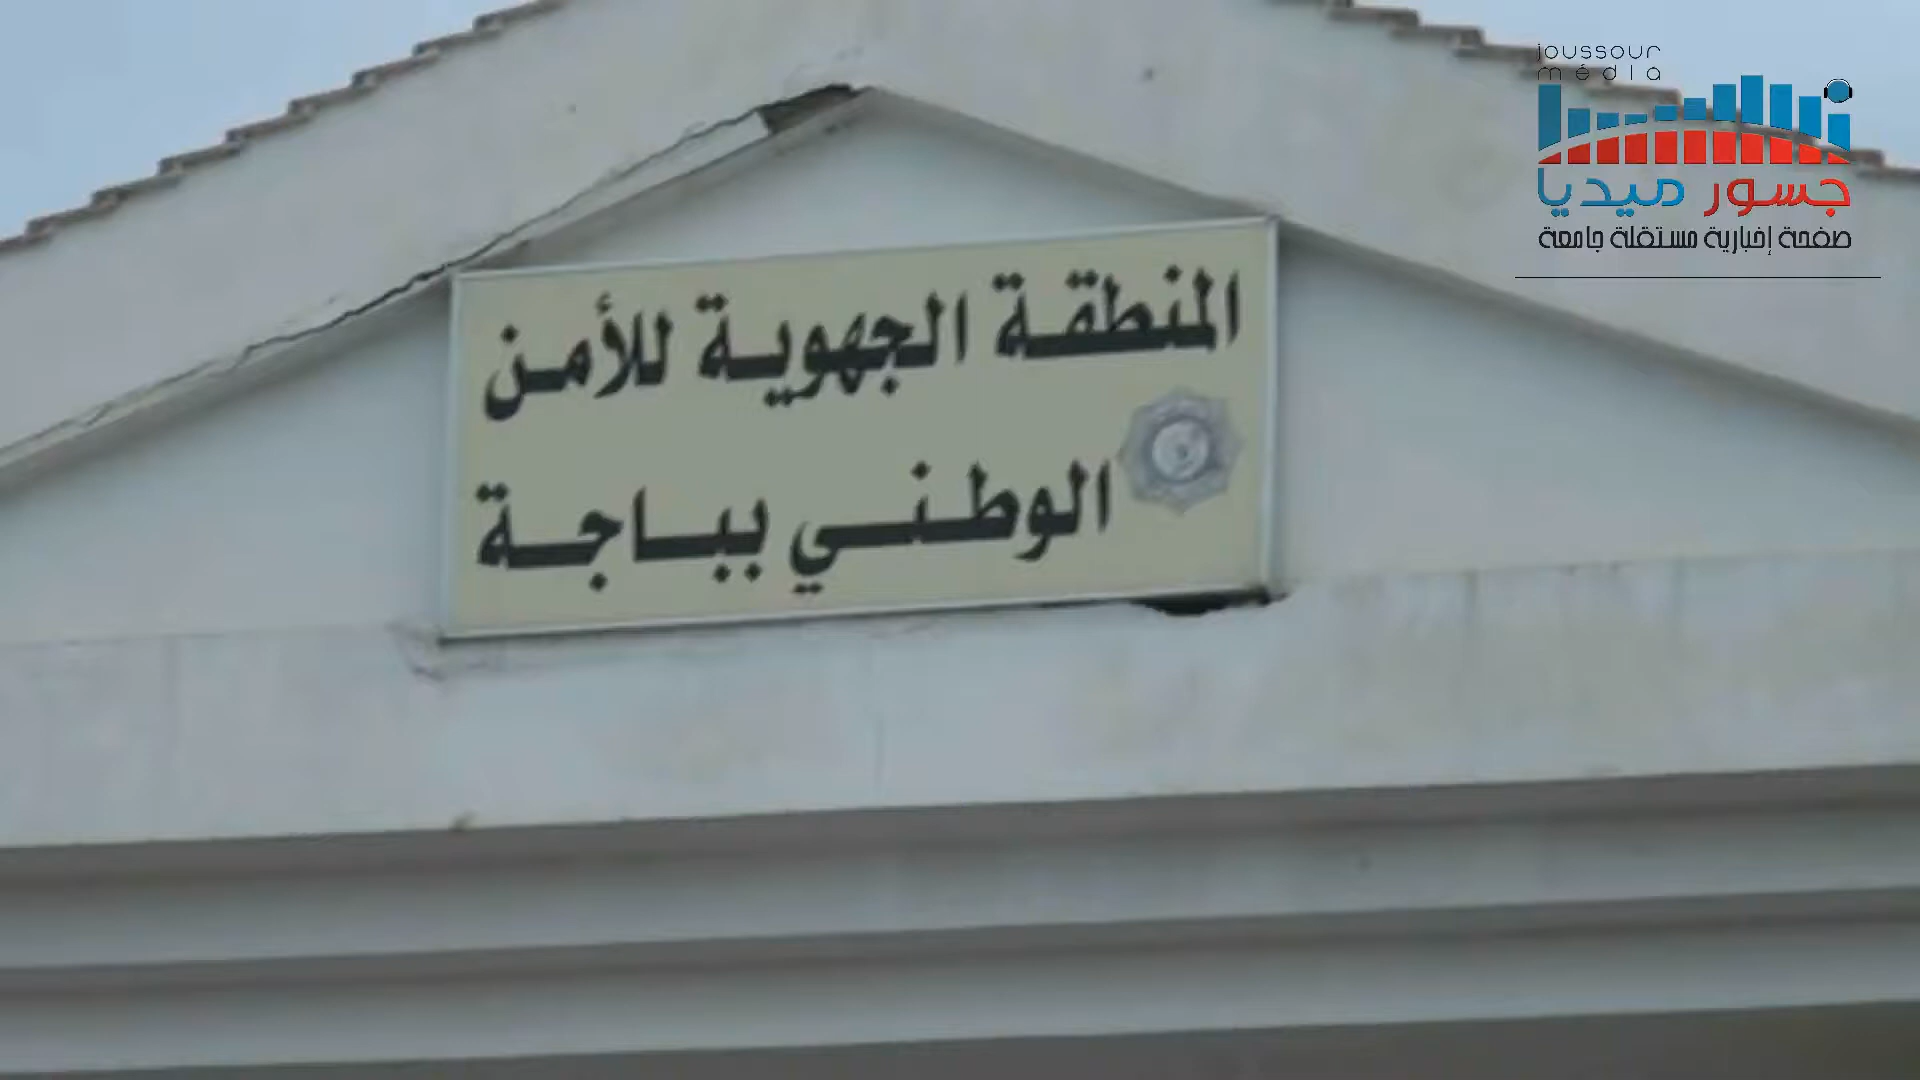 joussour
média
جسور ميديا
صفحة إخبارية مستقلة جامعة
المنطقة الجهوية للأمن
الوطني بباجة